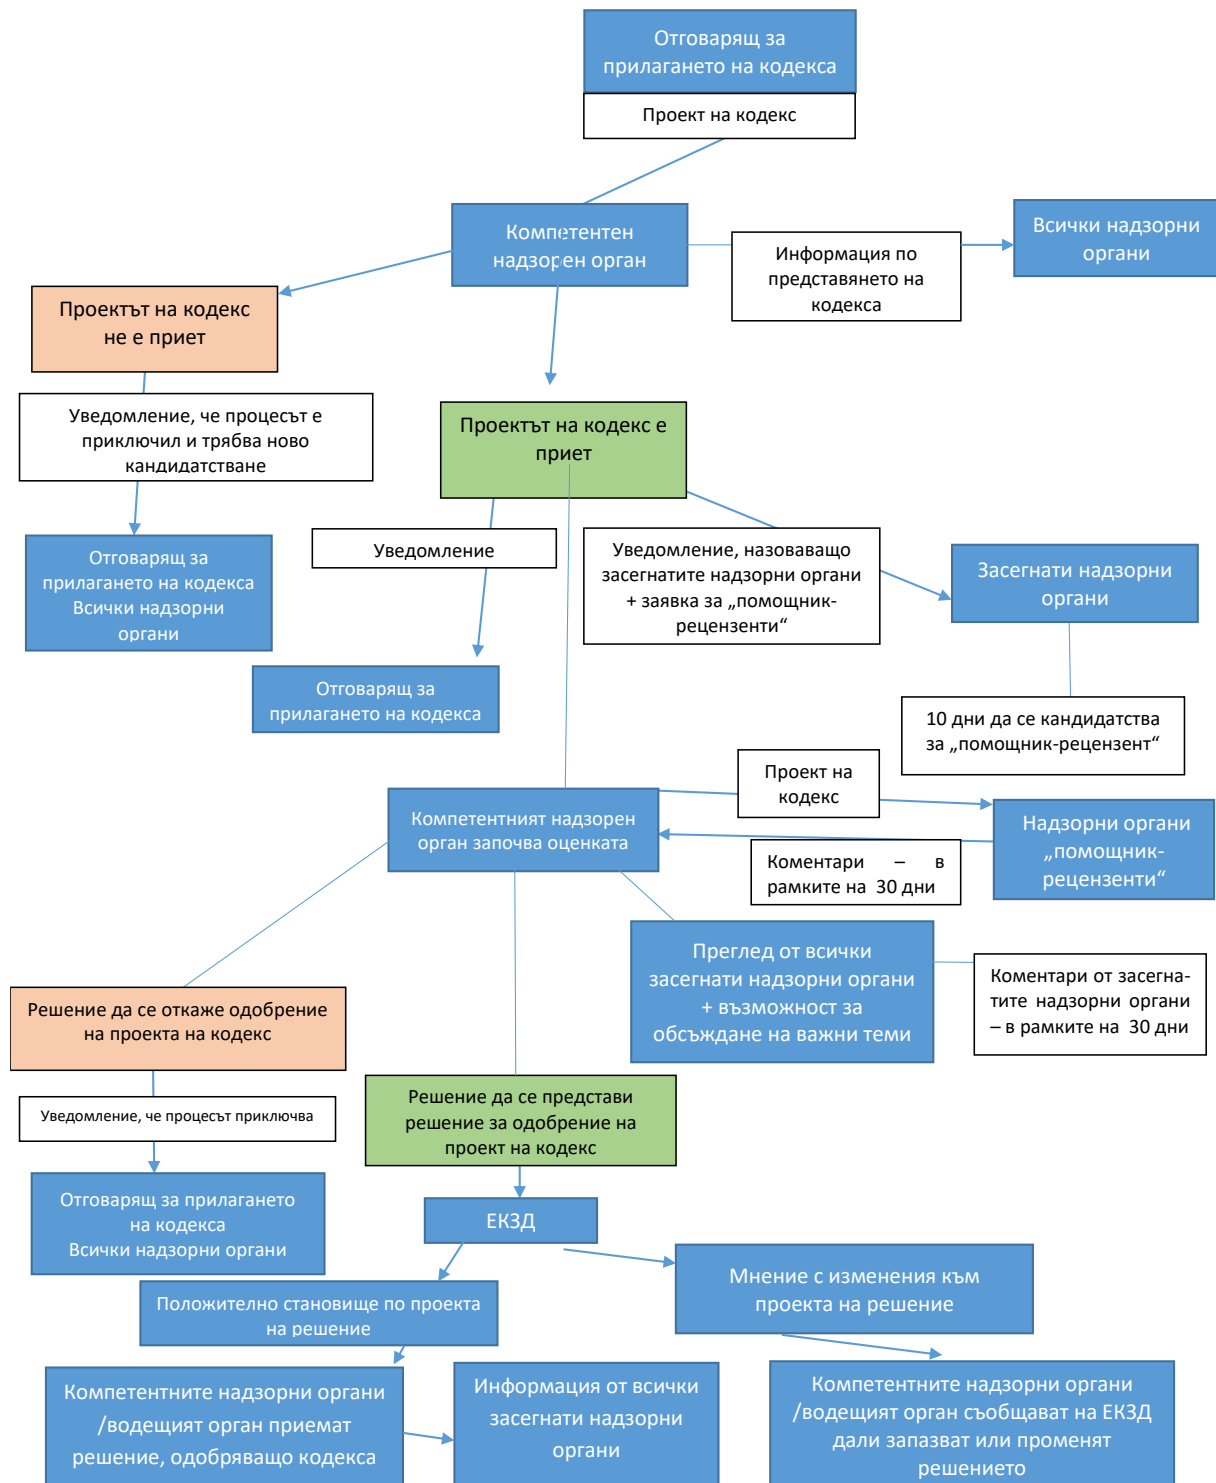 Отговарящ за
прилагането на кодекса
Проект на кодекс
Компетентен
надзорен орган
Информация по
представянето на
кодекса
Всички надзорни
органи
Проектът на кодекс
не е приет
Уведомление, че процесът е
приключил и трябва ново
кандидатстване
Отговарящ за
прилагането на кодекса
Всички надзорни
органи
Проектът на кодекс е
приет
Уведомление
Отговарящ за
прилагането на кодекса
Уведомление, назоваващо
засегнатите надзорни органи
+ заявка за „помощник-
рецензенти“
Засегнати надзорни
органи
10 дни да се кандидатства
за „помощник-рецензент“
Проект на
кодекс
Компетентният надзорен
орган започва оценката
Надзорни органи
„помощник-
рецензенти“
Коментари – в
рамките на 30 дни
Преглед от всички
засегнати надзорни органи
+ възможност за
обсъждане на важни теми
Коментари от засегна-
тите надзорни органи
– в рамките на 30 дни
Решение да се откаже одобрение
на проекта на кодекс
Уведомление, че процесът приключва
Отговарящ за прилагането
на кодекса
Всички надзорни органи
Решение да се представи
решение за одобрение на
проект на кодекс
ЕКЗД
Положително становище по проекта
на решение
Мнение с изменения към
проекта на решение
Компетентните надзорни органи
/водещият орган приемат
решение, одобряващо кодекса
Информация от всички
засегнати надзорни
органи
Компетентните надзорни органи
/водещият орган съобщават на ЕКЗД
дали запазват или променят
решението